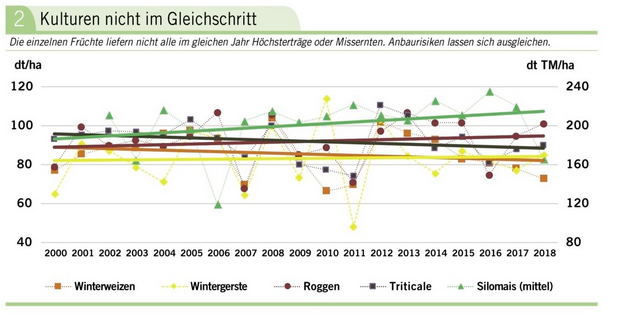 2 Kulturen nicht im Gleichschritt
Die einzelnen Früchte liefern nicht alle im gleichen Jahr Höchsterträge oder Missernten. Anbaurisiken lassen sich ausgleichen.
dt/ha dt TM/ha
120 240
100 200
80 160
60 120
40 80
2000 2001 2002 2003 2004 2005 2006 2007 2008 2009 2010 2011 2012 2013 2014 2015 2016 2017 2018
Winterweizen Wintergerste Roggen Triticale Silomais (mittel)